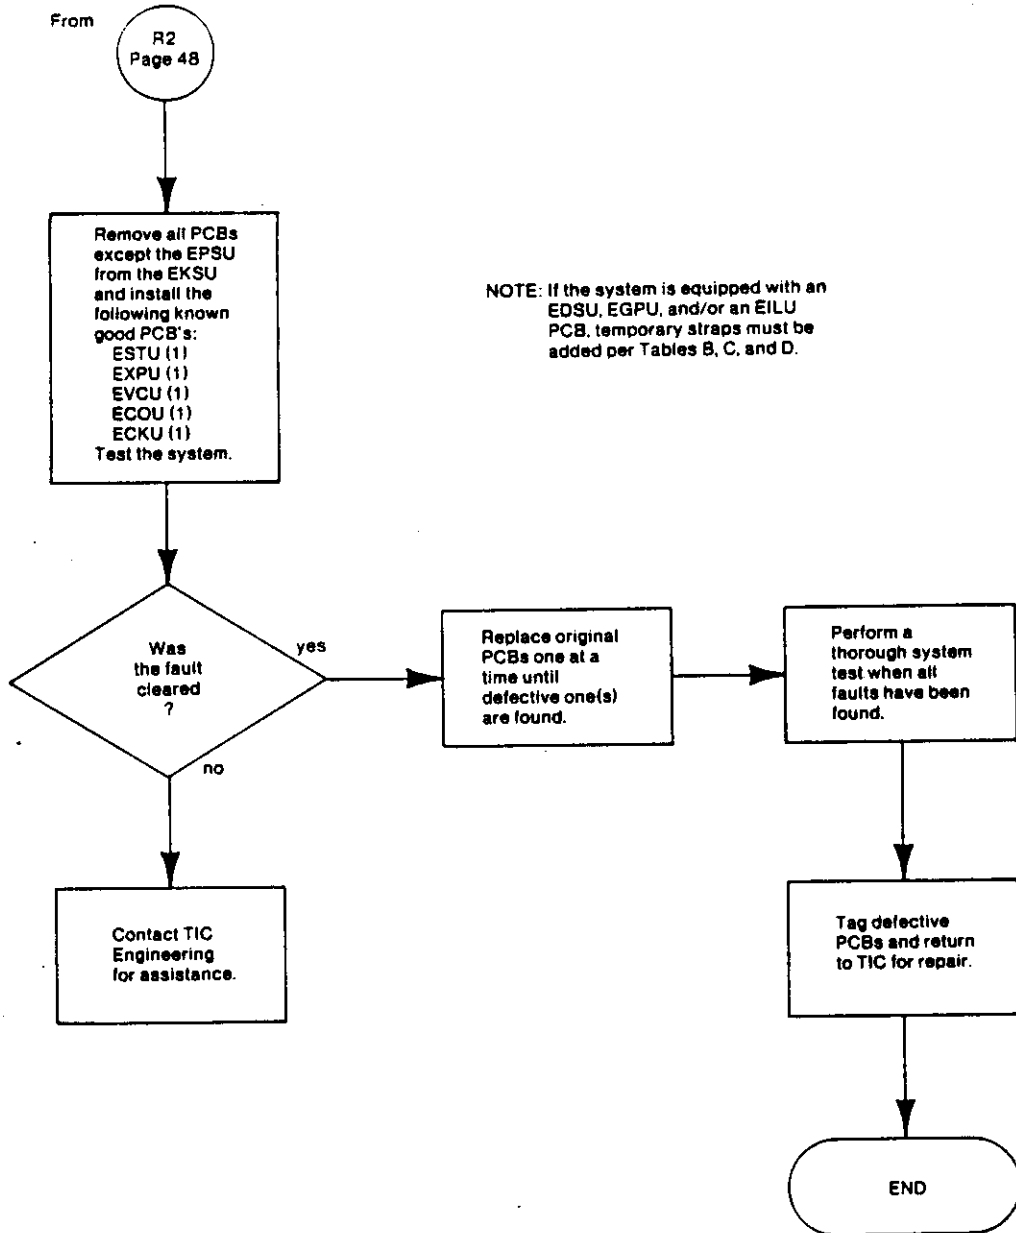 From
R2
Page 48
Remove all PCBs
except the EPSU
from the EKSU
and install the
following known
good PCB's:
ESTU (1)
EXPU (1)
EVCU (1)
ECOU (1)
ECKU (1)
Test the system.
NOTE: If the system is equipped with an
EDSU, EGPU, and/or an EILU
PCB, temporary straps must be
added per Tables B, C, and D.
Was
the fault
cleared
?
yes
no
Replace original
PCBs one at a
time until
defective one(s)
are found.
Perform a
thorough system
test when all
faults have been
found.
Contact TIC
Engineering
for assistance.
Tag defective
PCBs and return
to TIC for repair.
END